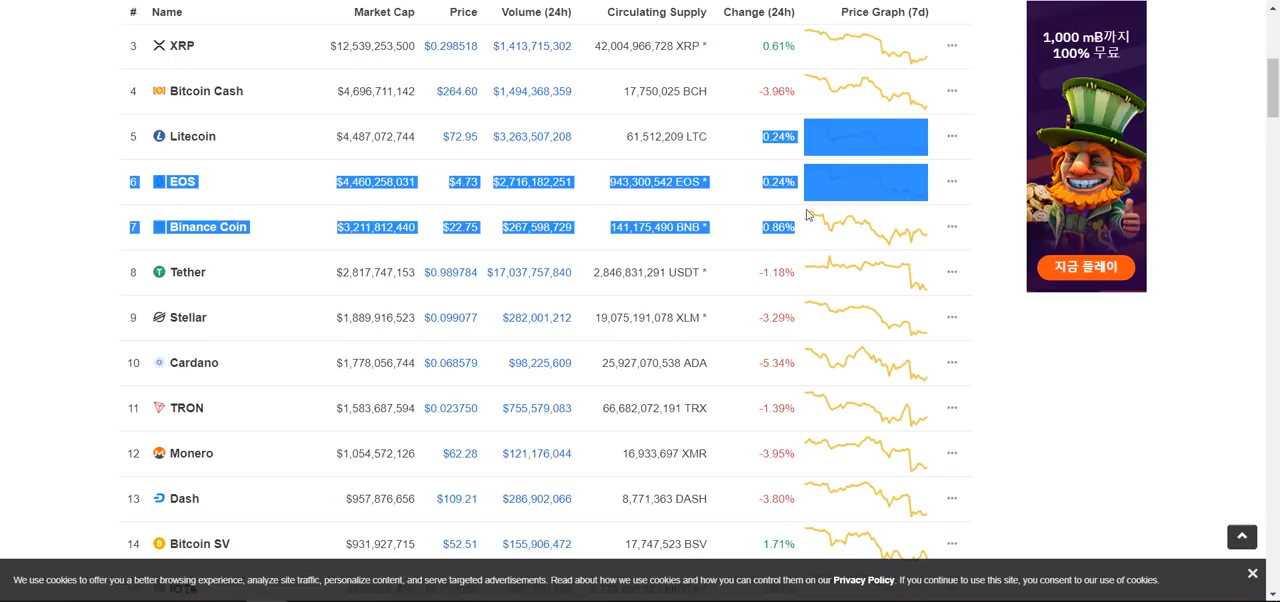 # Name Market Cap Price Volume (24h) Circulating Supply Change (24h) Price Graph (7d)
3 XRP $12,539,253,500 $0.298518 $1,413,715,302 42,004,966,728 XRP * 0.61%
4 Bitcoin Cash $4,696,711,142 $264.60 $1,494,368,359 17,750,025 BCH -3.96%
5 Litecoin $4,487,072,744 $72.95 $3,263,507,208 61,512,209 LTC 0.24%
6 EOS $4,460,258,031 $4.73 $2,716,182,251 943,300,542 EOS * 0.24%
7 Binance Coin $3,211,812,440 $22.75 $267,598,729 141,175,490 BNB * 0.86%
8 Tether $2,817,747,153 $0.989784 $17,037,757,840 2,846,831,291 USDT * -1.18%
9 Stellar $1,889,916,523 $0.099077 $282,001,212 19,075,191,078 XLM * -3.29%
10 Cardano $1,778,056,744 $0.068579 $98,225,609 25,927,070,538 ADA -5.34%
11 TRON $1,583,687,594 $0.023750 $755,579,083 66,682,072,191 TRX -1.39%
12 Monero $1,054,572,126 $62.28 $121,176,044 16,933,697 XMR -3.95%
13 Dash $957,876,656 $109.21 $286,902,066 8,771,363 DASH -3.80%
14 Bitcoin SV $931,927,715 $52.51 $155,906,472 17,747,523 BSV 1.71%
We use cookies to offer you a better browsing experience, analyze site traffic, personalize content, and serve targeted advertisements. Read about how we use cookies and how you can control them on our Privacy Policy. If you continue to use this site, you consent to our use of cookies.
1,000 mɃ까지
100% 무료
지금 플레이